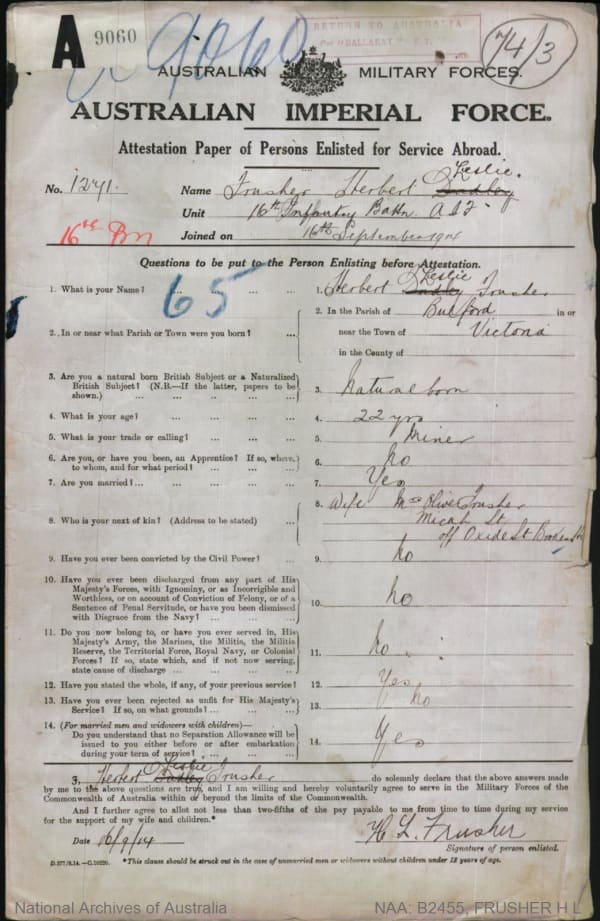 A 9060
9060
RETURN TO AUSTRALIA
Per "BALLARAT"
74/3
AUSTRALIAN MILITARY FORCES.
AUSTRALIAN IMPERIAL FORCE.
Attestation Paper of Persons Enlisted for Service Abroad.
Leslie.
No. 1271. Name Frusher Herbert Dudley
Unit 16th Infantry Battn A I F
16th Bn Joined on 16th September 1914
Questions to be put to the Person Enlisting before Attestation.
65
Leslie
1. What is your Name? ... ... ... 1. Herbert Dudley Frusher
2. In or near what Parish or Town were you born? ... 2. In the Parish of Bulford in or
near the Town of Victoria
in the County of
3. Are you a natural born British Subject or a Naturalized
British Subject? (N.B.—If the latter, papers to be
shown.) ... ... ... ... 3. Natural born
4. What is your age? ... ... ... 4. 22 yrs
5. What is your trade or calling? ... ... ... 5. Miner
6. Are you, or have you been, an Apprentice? If so, where,
to whom, and for what period? ... ... ... 6. No
7. Are you married? ... ... ... ... 7. Yes
8. Who is your next of kin? (Address to be stated) ... 8. Wife Mrs Olive Frusher
Micah St
off Oxide St
9. Have you ever been convicted by the Civil Power? ... 9. No
10. Have you ever been discharged from any part of His
Majesty's Forces, with Ignominy, or as Incorrigible and
Worthless, or on account of Conviction of Felony, or of a
Sentence of Penal Servitude, or have you been dismissed
with Disgrace from the Navy? ... ... ... 10. No
11. Do you now belong to, or have you ever served in, His
Majesty's Army, the Marines, the Militia, the Militia
Reserve, the Territorial Force, Royal Navy, or Colonial
Forces? If so, state which, and if not now serving,
state cause of discharge ... ... ... 11. No
12. Have you stated the whole, if any, of your previous service? 12. Yes
13. Have you ever been rejected as unfit for His Majesty's
Service? If so, on what grounds? ... ... ... 13. No
14. (For married men and widowers with children)—
Do you understand that no Separation Allowance will be
issued to you either before or after embarkation
during your term of service? ... ... ... 14. Yes
Leslie
I, Herbert Dudley Frusher do solemnly declare that the above answers made
by me to the above questions are true, and I am willing and hereby voluntarily agree to serve in the Military Forces of the
Commonwealth of Australia within or beyond the limits of the Commonwealth.
And I further agree to allot not less than two-fifths of the pay payable to me from time to time during my service
for the support of my wife and children.*
Date 16/9/14 H L Frusher
Signature of person enlisted.
D.577/9.14.—C.10920. *This clause should be struck out in the case of unmarried men or widowers without children under 18 years of age.
National Archives of Australia NAA: B2455, FRUSHER H L